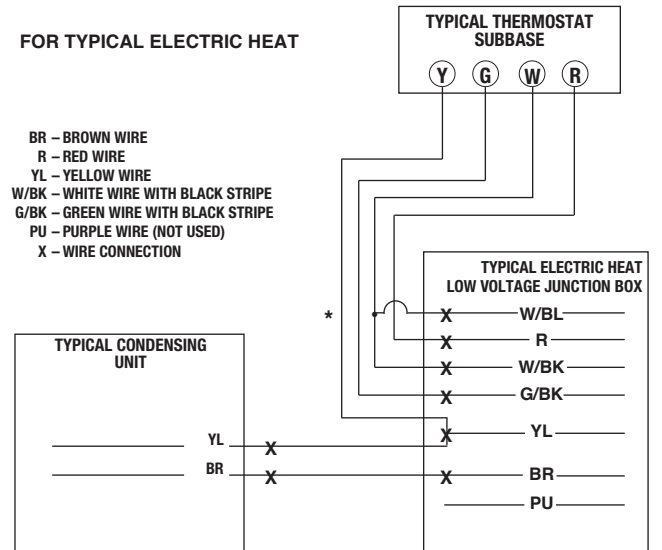 FOR TYPICAL ELECTRIC HEAT
TYPICAL THERMOSTAT
SUBBASE
Y G W R
BR – BROWN WIRE
R – RED WIRE
YL – YELLOW WIRE
W/BK – WHITE WIRE WITH BLACK STRIPE
G/BK – GREEN WIRE WITH BLACK STRIPE
PU – PURPLE WIRE (NOT USED)
X – WIRE CONNECTION
TYPICAL ELECTRIC HEAT
LOW VOLTAGE JUNCTION BOX
*
X W/BL
X R
X W/BK
X G/BK
X YL
X BR
PU
TYPICAL CONDENSING
UNIT
YL X
BR X